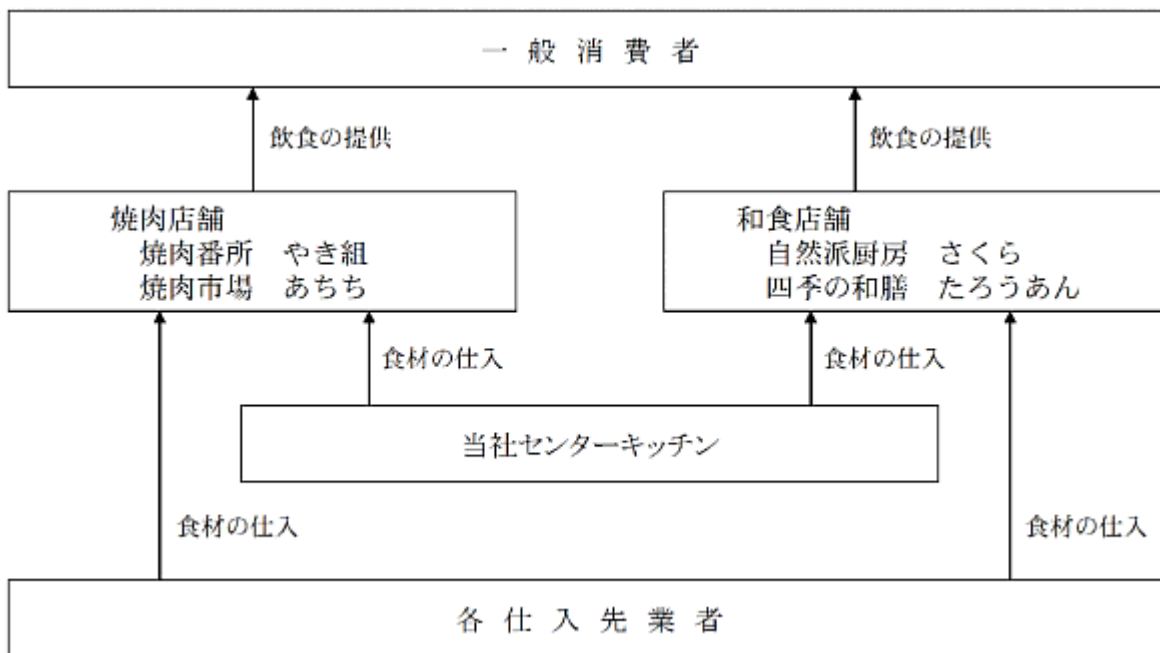 一般消費者
飲食の提供
飲食の提供
焼肉店舗
焼肉番所　やき組
焼肉市場　あちち
和食店舗
自然派厨房　さくら
四季の和膳　たろうあん
食材の仕入
食材の仕入
当社センターキッチン
食材の仕入
食材の仕入
各仕入先業者